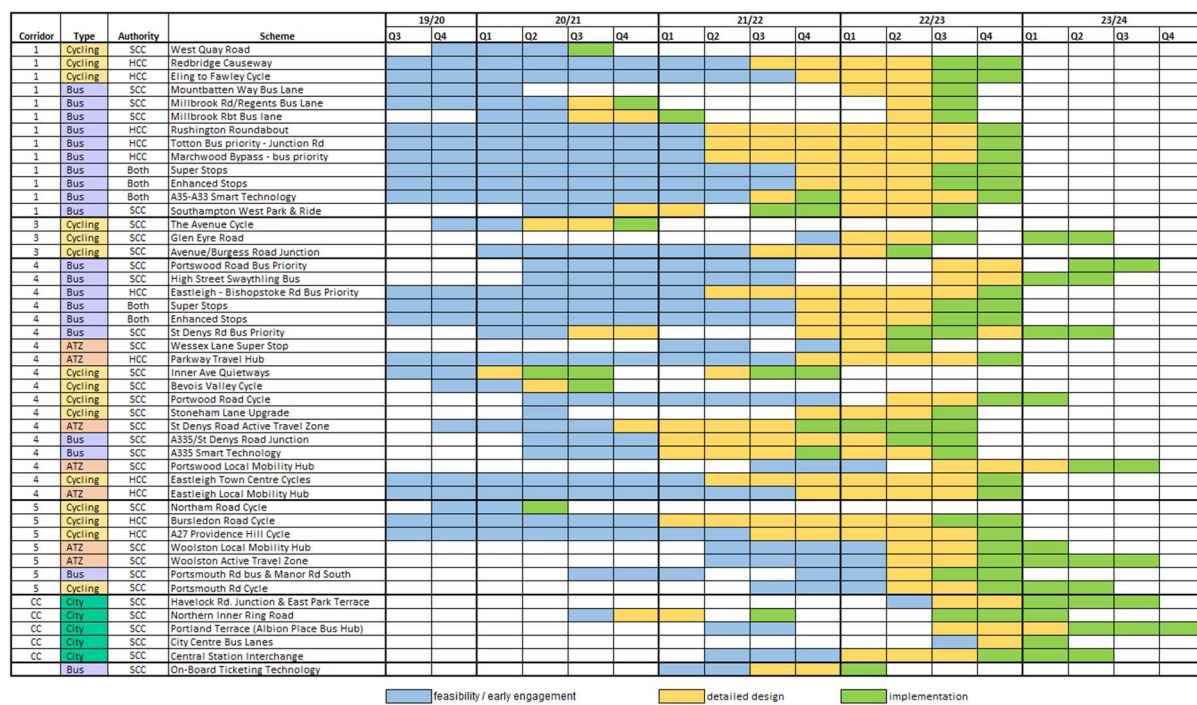 19/20 20/21 21/22 22/23 23/24
Corridor Type Authority Scheme Q3 Q4 Q1 Q2 Q3 Q4 Q1 Q2 Q3 Q4 Q1 Q2 Q3 Q4 Q1 Q2 Q3 Q4
1 Cycling SCC West Quay Road
1 Cycling HCC Redbridge Causeway
1 Cycling HCC Eling to Fawley Cycle
1 Bus SCC Mountbatten Way Bus Lane
1 Bus SCC Millbrook Rd/Regents Bus Lane
1 Bus SCC Millbrook Rbt Bus lane
1 Bus HCC Rushington Roundabout
1 Bus HCC Totton Bus priority - Junction Rd
1 Bus HCC Marchwood Bypass - bus priority
1 Bus Both Super Stops
1 Bus Both Enhanced Stops
1 Bus Both A35-A33 Smart Technology
1 Bus SCC Southampton West Park & Ride
3 Cycling SCC The Avenue Cycle
3 Cycling SCC Glen Eyre Road
3 Cycling SCC Avenue/Burgess Road Junction
4 Bus SCC Portswood Road Bus Priority
4 Bus SCC High Street Swaythling Bus
4 Bus HCC Eastleigh - Bishopstoke Rd Bus Priority
4 Bus Both Super Stops
4 Bus Both Enhanced Stops
4 Bus SCC St Denys Rd Bus Priority
4 ATZ SCC Wessex Lane Super Stop
4 ATZ HCC Parkway Travel Hub
4 Cycling SCC Inner Ave Quietways
4 Cycling SCC Bevois Valley Cycle
4 Cycling SCC Portwood Road Cycle
4 Cycling SCC Stoneham Lane Upgrade
4 ATZ SCC St Denys Road Active Travel Zone
4 Bus SCC A335/St Denys Road Junction
4 Bus SCC A335 Smart Technology
4 ATZ SCC Portswood Local Mobility Hub
4 Cycling HCC Eastleigh Town Centre Cycles
4 ATZ HCC Eastleigh Local Mobility Hub
5 Cycling SCC Northam Road Cycle
5 Cycling HCC Bursledon Road Cycle
5 Cycling HCC A27 Providence Hill Cycle
5 ATZ SCC Woolston Local Mobility Hub
5 ATZ SCC Woolston Active Travel Zone
5 Bus SCC Portsmouth Rd bus & Manor Rd South
5 Cycling SCC Portsmouth Rd Cycle
CC City SCC Havelock Rd. Junction & East Park Terrace
CC City SCC Northern Inner Ring Road
CC City SCC Portland Terrace (Albion Place Bus Hub)
CC City SCC City Centre Bus Lanes
CC City SCC Central Station Interchange
Bus SCC On-Board Ticketing Technology
feasibility / early engagement detailed design implementation